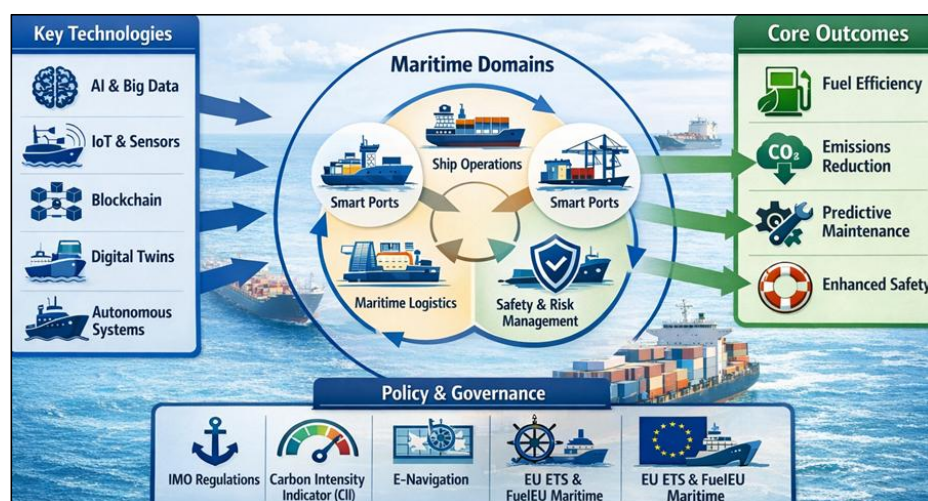 Key Technologies
AI & Big Data
IoT & Sensors
Blockchain
Digital Twins
Autonomous
Systems
Maritime Domains
Ship Operations
Smart Ports
Smart Ports
Maritime Logistics
Safety & Risk
Management
Core Outcomes
Fuel Efficiency
CO₂
Emissions
Reduction
Predictive
Maintenance
Enhanced Safety
Policy & Governance
IMO Regulations
Carbon Intensity
Indicator (CII)
E-Navigation
EU ETS &
FuelEU Maritime
EU ETS & FuelEU
Maritime